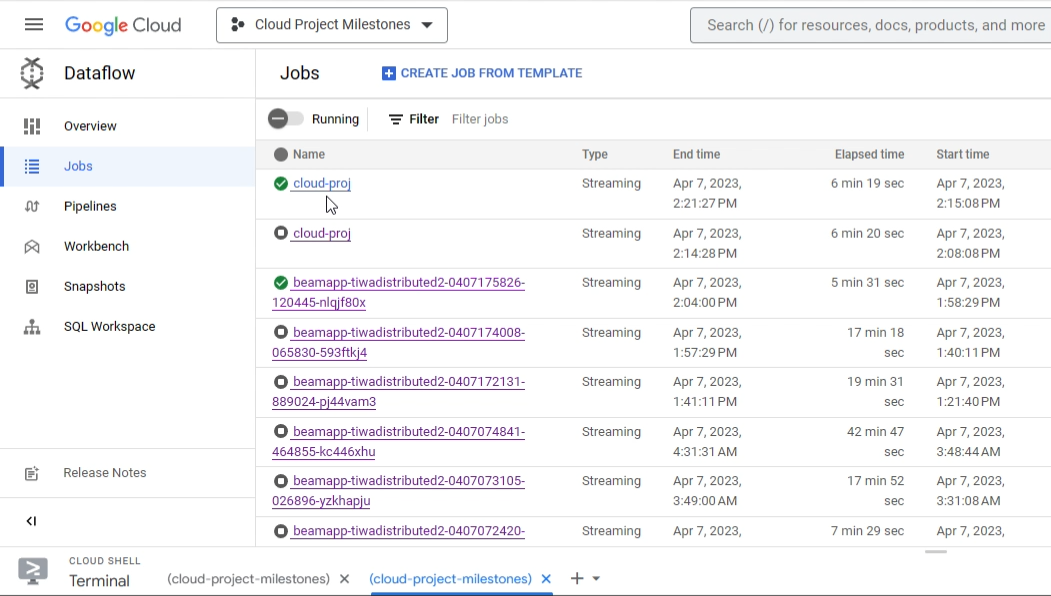 Google Cloud
Cloud Project Milestones
Search (/) for resources, docs, products, and more
Dataflow
Overview
Jobs
Pipelines
Workbench
Snapshots
SQL Workspace
Release Notes
Jobs
CREATE JOB FROM TEMPLATE
Running
Filter Filter jobs
Name Type End time Elapsed time Start time
cloud-proj Streaming Apr 7, 2023, 6 min 19 sec Apr 7, 2023,
2:21:27 PM 2:15:08 PM
cloud-proj Streaming Apr 7, 2023, 6 min 20 sec Apr 7, 2023,
2:14:28 PM 2:08:08 PM
beamapp-tiwadistributed2-0407175826- Streaming Apr 7, 2023, 5 min 31 sec Apr 7, 2023,
120445-nlqjf80x 2:04:00 PM 1:58:29 PM
beamapp-tiwadistributed2-0407174008- Streaming Apr 7, 2023, 17 min 18 Apr 7, 2023,
065830-593ftkj4 1:57:29 PM sec 1:40:11 PM
beamapp-tiwadistributed2-0407172131- Streaming Apr 7, 2023, 19 min 31 Apr 7, 2023,
889024-pj44vam3 1:41:11 PM sec 1:21:40 PM
beamapp-tiwadistributed2-0407074841- Streaming Apr 7, 2023, 42 min 47 Apr 7, 2023,
464855-kc446xhu 4:31:31 AM sec 3:48:44 AM
beamapp-tiwadistributed2-0407073105- Streaming Apr 7, 2023, 17 min 52 Apr 7, 2023,
026896-yzkhapju 3:49:00 AM sec 3:31:08 AM
beamapp-tiwadistributed2-0407072420- Streaming Apr 7, 2023, 7 min 29 sec Apr 7, 2023,
CLOUD SHELL
Terminal
(cloud-project-milestones)
(cloud-project-milestones)